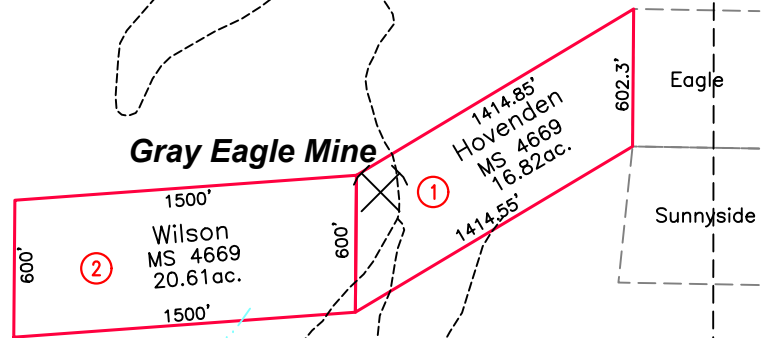 Gray Eagle Mine
1500'
Wilson
MS 4669
20.61ac.
1500'
600'
600'
2
1
1414.85'
Hovenden
MS 4669
16.82ac.
1414.55'
602.3'
Eagle
Sunnyside